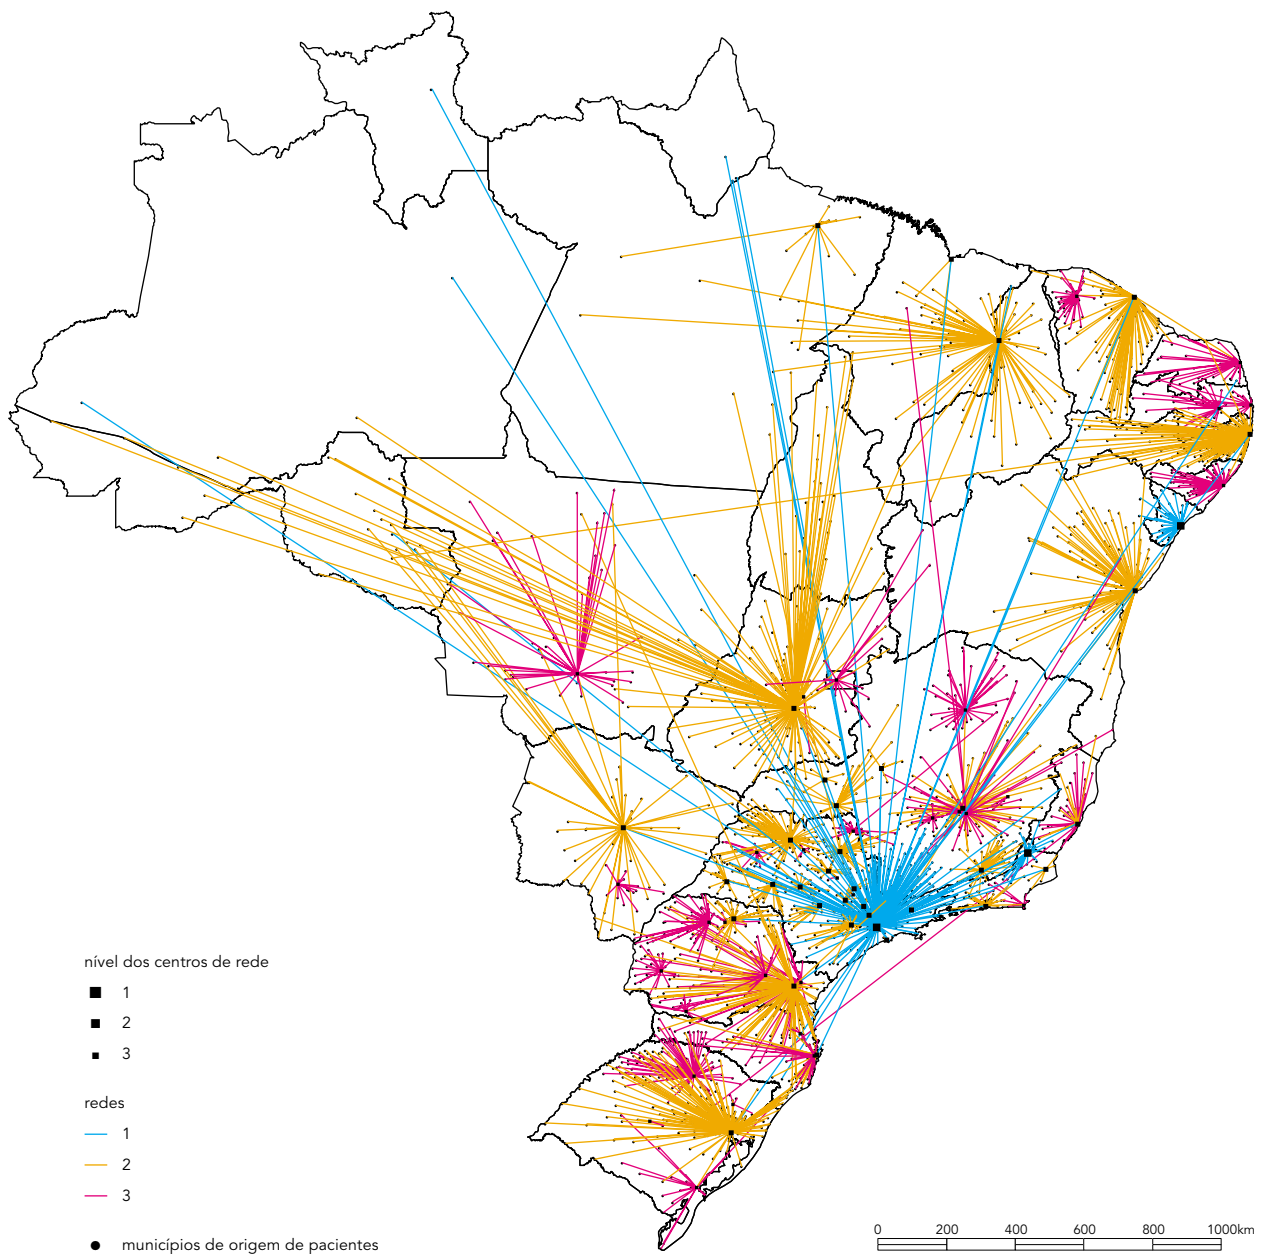 nível dos centros de rede
1
2
3
redes
1
2
3
municípios de origem de pacientes
0 200 400 600 800 1000km